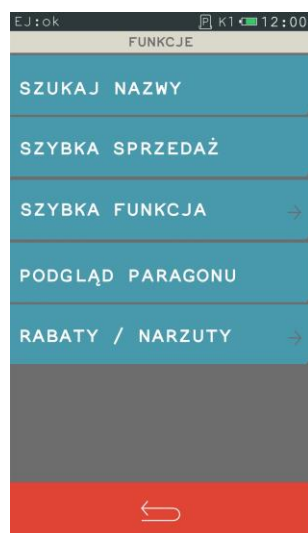 EJ:ok P K1 12:00
FUNKCJE
SZUKAJ NAZWY
SZYBKA SPRZEDAŻ
SZYBKA FUNKCJA
PODGLĄD PARAGONU
RABATY / NARZUTY